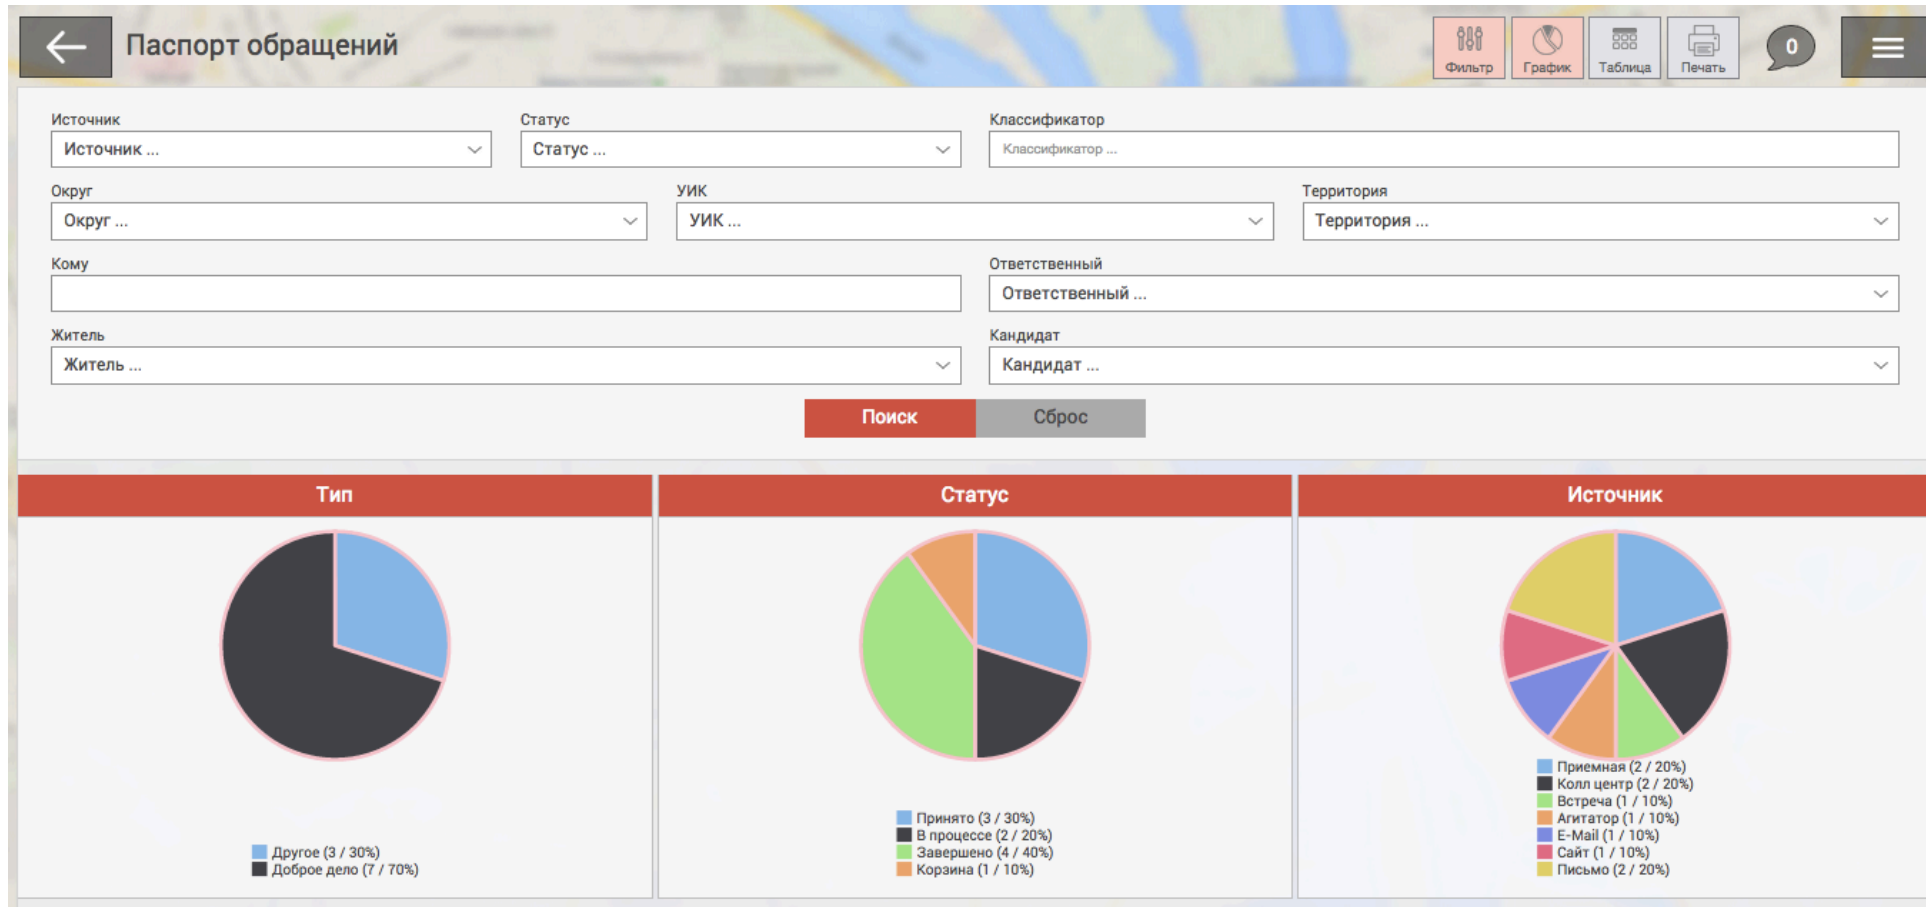 Паспорт обращений
Фильтр
График
Таблица
Печать
0
Источник
Статус
Классификатор
Источник ...
Статус ...
Классификатор ...
Округ
УИК
Территория
Округ ...
УИК ...
Территория ...
Кому
Ответственный
Ответственный ...
Житель
Кандидат
Житель ...
Кандидат ...
Поиск
Сброс
Тип
Статус
Источник
Другое (3 / 30%)
Доброе дело (7 / 70%)
Принято (3 / 30%)
В процессе (2 / 20%)
Завершено (4 / 40%)
Корзина (1 / 10%)
Приемная (2 / 20%)
Колл центр (2 / 20%)
Встреча (1 / 10%)
Агитатор (1 / 10%)
E-Mail (1 / 10%)
Сайт (1 / 10%)
Письмо (2 / 20%)